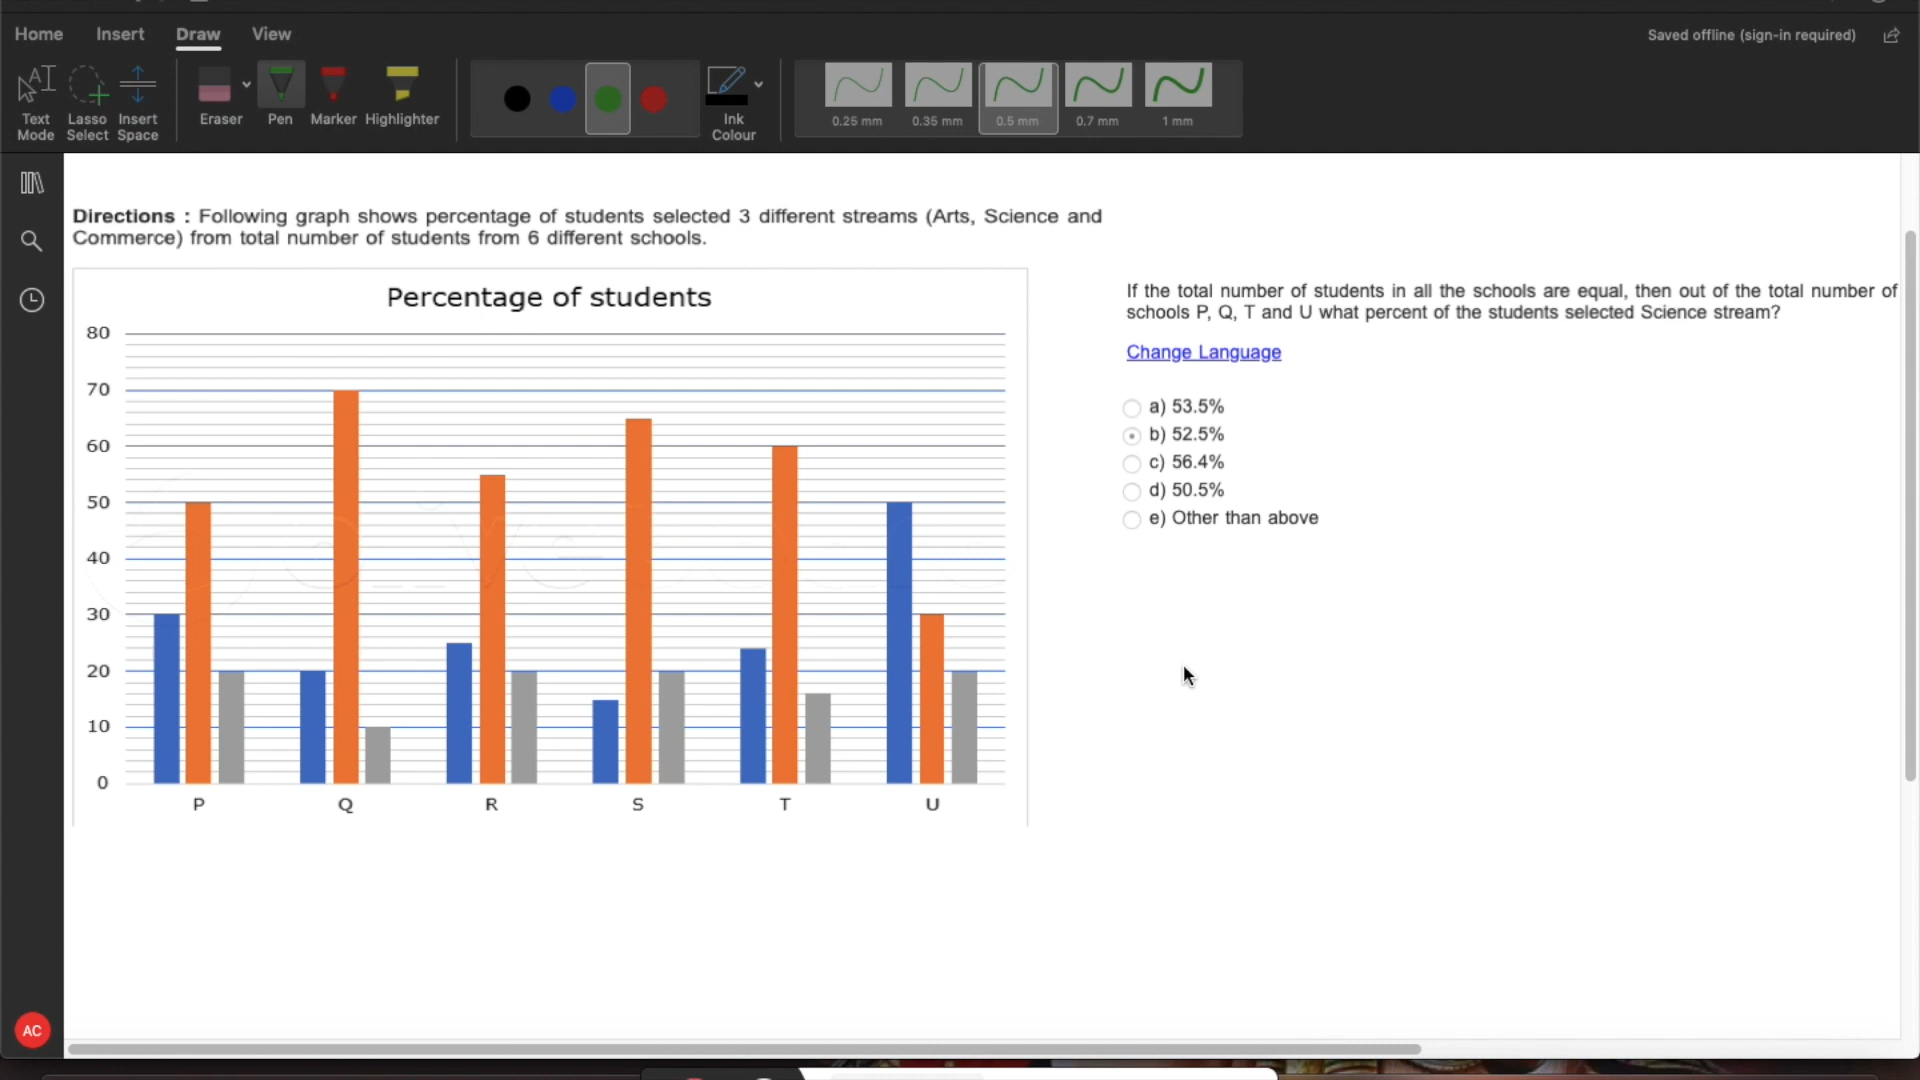 Home Insert Draw View
Saved offline (sign-in required)
Text Mode
Lasso Select
Insert Space
Eraser
Pen
Marker
Highlighter
Ink Colour
0.25 mm
0.35 mm
0.5 mm
0.7 mm
1 mm
Directions : Following graph shows percentage of students selected 3 different streams (Arts, Science and
Commerce) from total number of students from 6 different schools.
Percentage of students
80
70
60
50
40
30
20
10
0
P Q R S T U
If the total number of students in all the schools are equal, then out of the total number of
schools P, Q, T and U what percent of the students selected Science stream?
Change Language
a) 53.5%
b) 52.5%
c) 56.4%
d) 50.5%
e) Other than above
AC